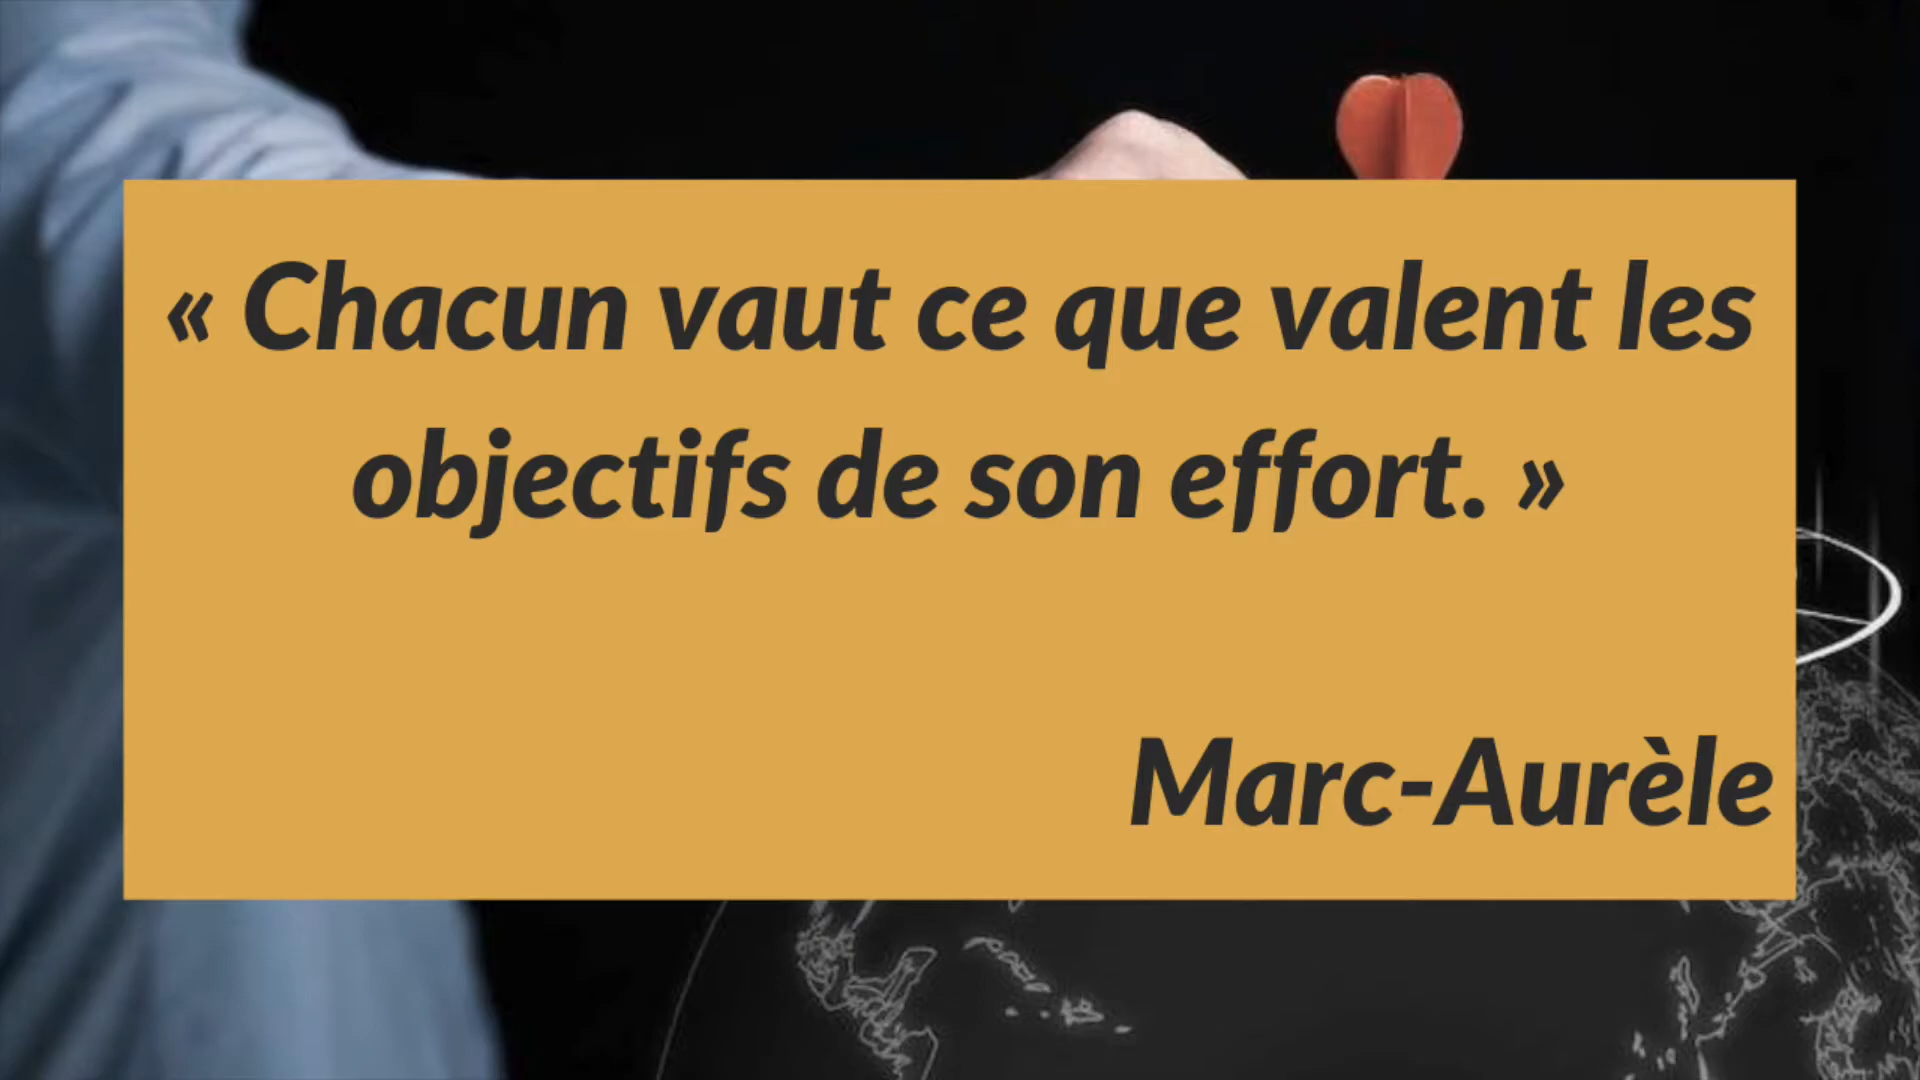 « Chacun vaut ce que valent les
objectifs de son effort. »
Marc-Aurèle